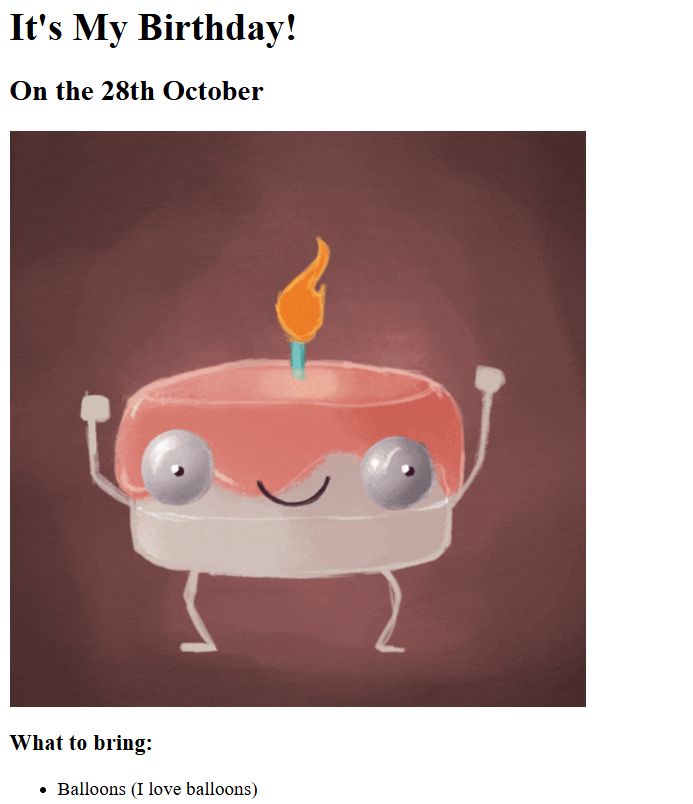 It's My Birthday!
On the 28th October
What to bring:
Balloons (I love balloons)